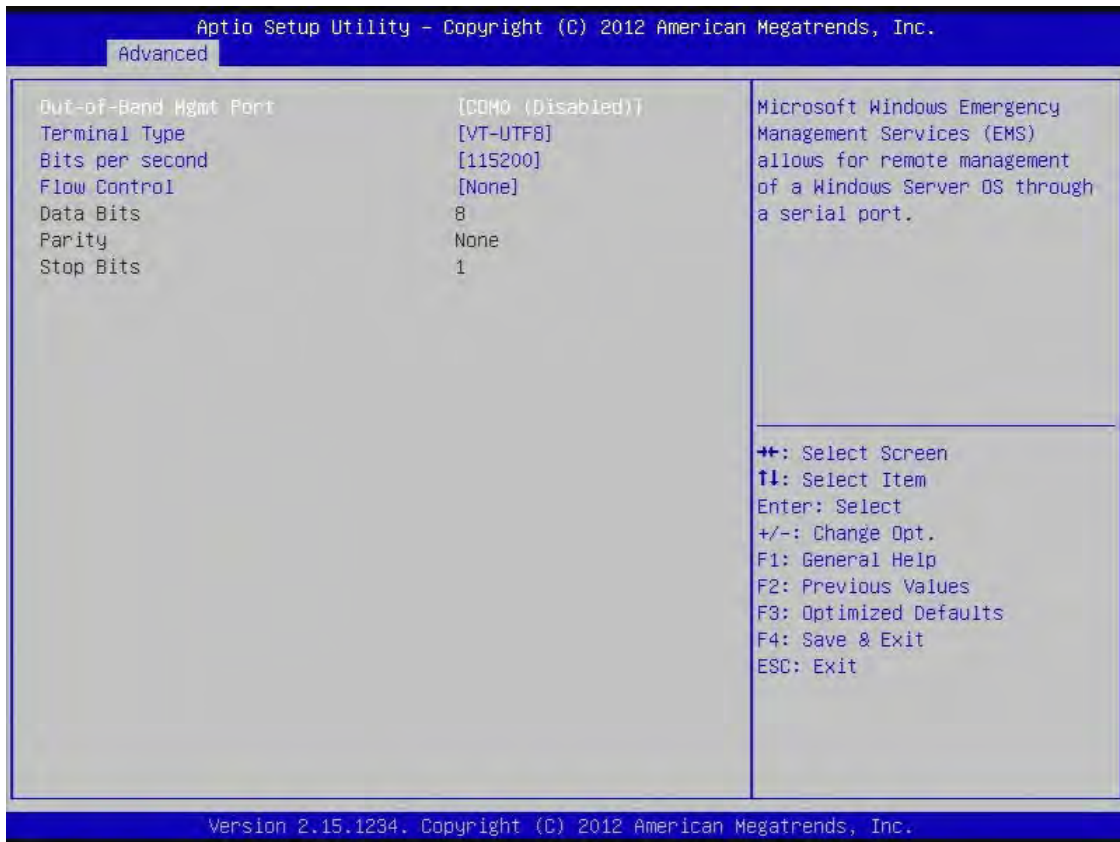 Aptio Setup Utility – Copyright (C) 2012 American Megatrends, Inc.
Advanced
Out-of-Band Mgmt Port [COM0 (Disabled)]
Terminal Type [VT-UTF8]
Bits per second [115200]
Flow Control [None]
Data Bits 8
Parity None
Stop Bits 1
Microsoft Windows Emergency
Management Services (EMS)
allows for remote management
of a Windows Server OS through
a serial port.
→←: Select Screen
↑↓: Select Item
Enter: Select
+/-: Change Opt.
F1: General Help
F2: Previous Values
F3: Optimized Defaults
F4: Save & Exit
ESC: Exit
Version 2.15.1234. Copyright (C) 2012 American Megatrends, Inc.